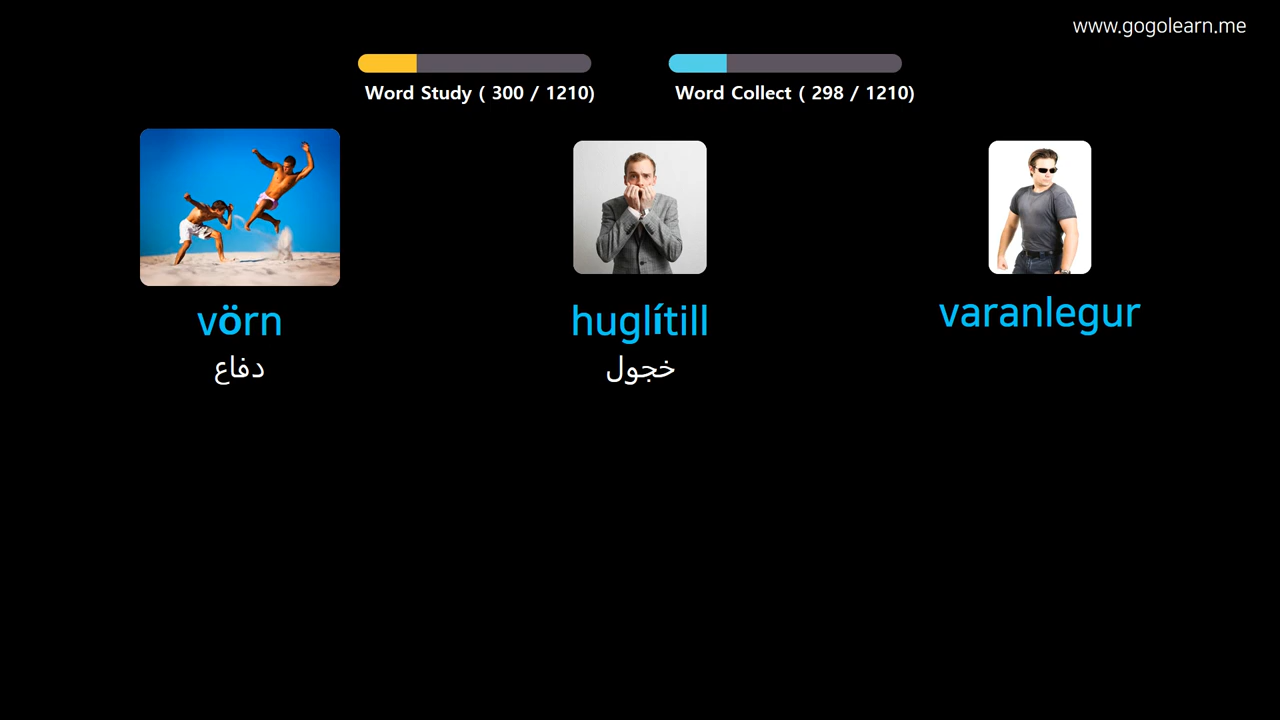 www.gogolearn.me
Word Study ( 300 / 1210)
Word Collect ( 298 / 1210)
vörn
دفاع
huglítill
خجول
varanlegur